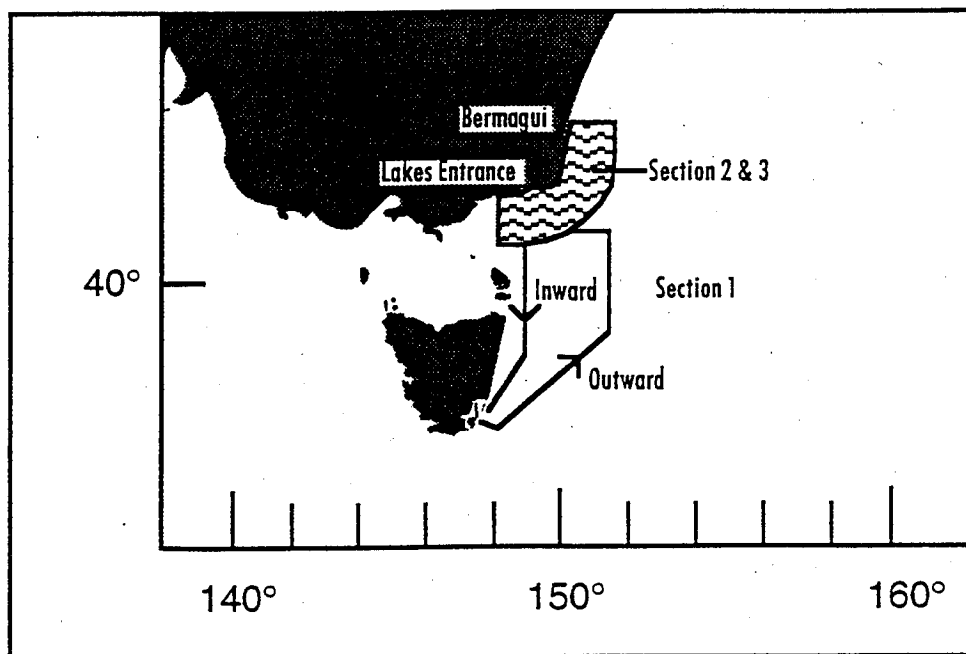 Bermagui
Lakes Entrance
Section 2 & 3
40°
Inward
Section 1
Outward
140°
150°
160°